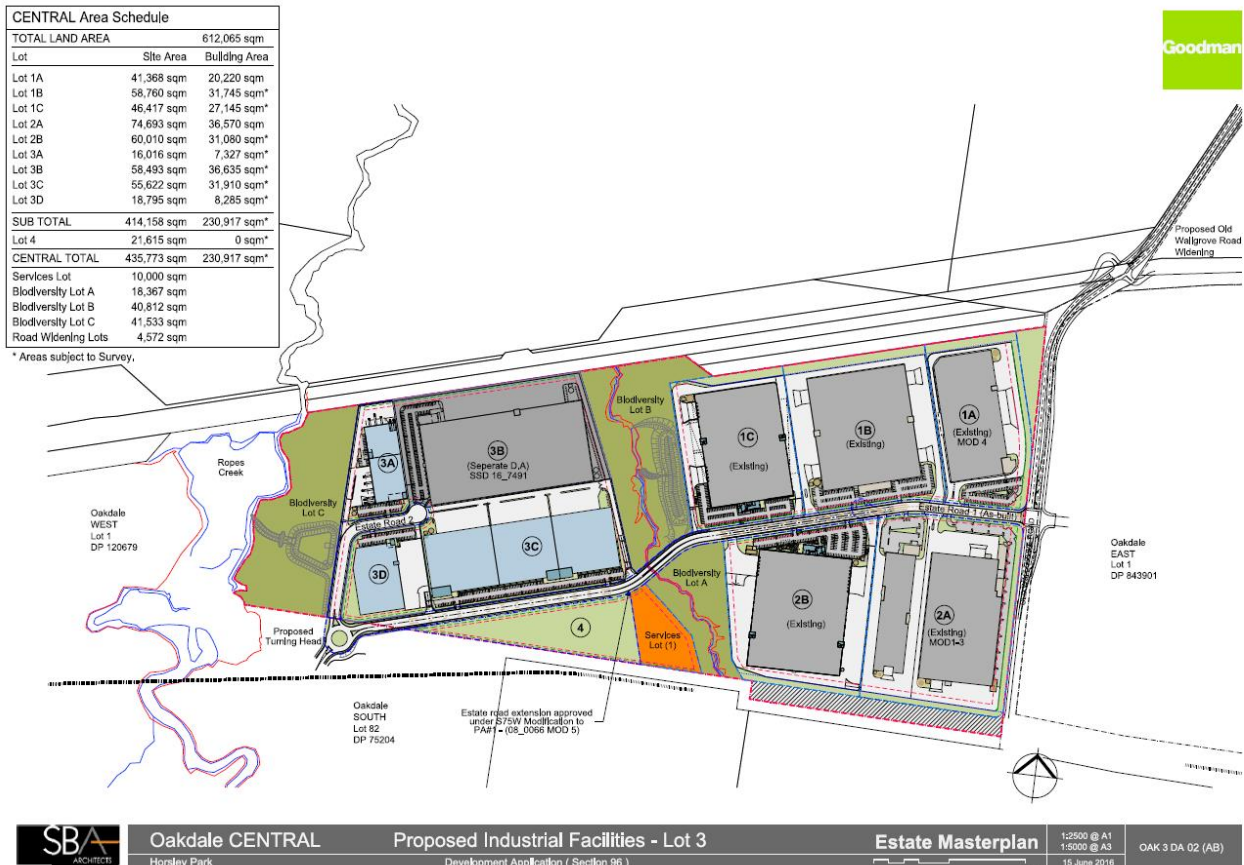 CENTRAL Area Schedule
TOTAL LAND AREA 612,065 sqm
Lot Site Area Building Area
Lot 1A 41,368 sqm 20,220 sqm
Lot 1B 58,760 sqm 31,745 sqm*
Lot 1C 46,417 sqm 27,145 sqm*
Lot 2A 74,693 sqm 36,570 sqm
Lot 2B 60,010 sqm 31,080 sqm*
Lot 3A 16,016 sqm 7,327 sqm*
Lot 3B 58,493 sqm 36,635 sqm*
Lot 3C 55,622 sqm 31,910 sqm*
Lot 3D 18,795 sqm 8,285 sqm*
SUB TOTAL 414,158 sqm 230,917 sqm*
Lot 4 21,615 sqm 0 sqm*
CENTRAL TOTAL 435,773 sqm 230,917 sqm*
Services Lot 10,000 sqm
Biodiversity Lot A 18,367 sqm
Biodiversity Lot B 40,812 sqm
Biodiversity Lot C 41,533 sqm
Road Widening Lots 4,572 sqm
* Areas subject to Survey.
Goodman
Proposed Old
Wallgrove Road
Widening
Biodiversity
Lot B
1A
(Existing)
MOD 4
1B
(Existing)
1C
(Existing)
3B
(Seperate D.A)
SSD 16_7491
3A
Ropes
Creek
Biodiversity
Lot C
Estate Road 2
Estate Road 1 (As-bu
Oakdale
WEST
Lot 1
DP 120679
3C
3D
Oakdale
EAST
Lot 1
DP 843901
Biodiversity
Lot A
2B
(Existing)
2A
(Existing)
MOD1-3
4
Services
Lot (1)
Proposed
Turning Head
Oakdale
SOUTH
Lot 82
DP 75204
Estate road extension approved
under S75W Modification to
PA#1 - (08_0066 MOD 5)
SBA
ARCHITECTS
Oakdale CENTRAL
Horsley Park
Proposed Industrial Facilities - Lot 3
Development Application ( Section 96 )
Estate Masterplan
1:2500 @ A1
1:5000 @ A3
15 June 2016
OAK 3 DA 02 (AB)